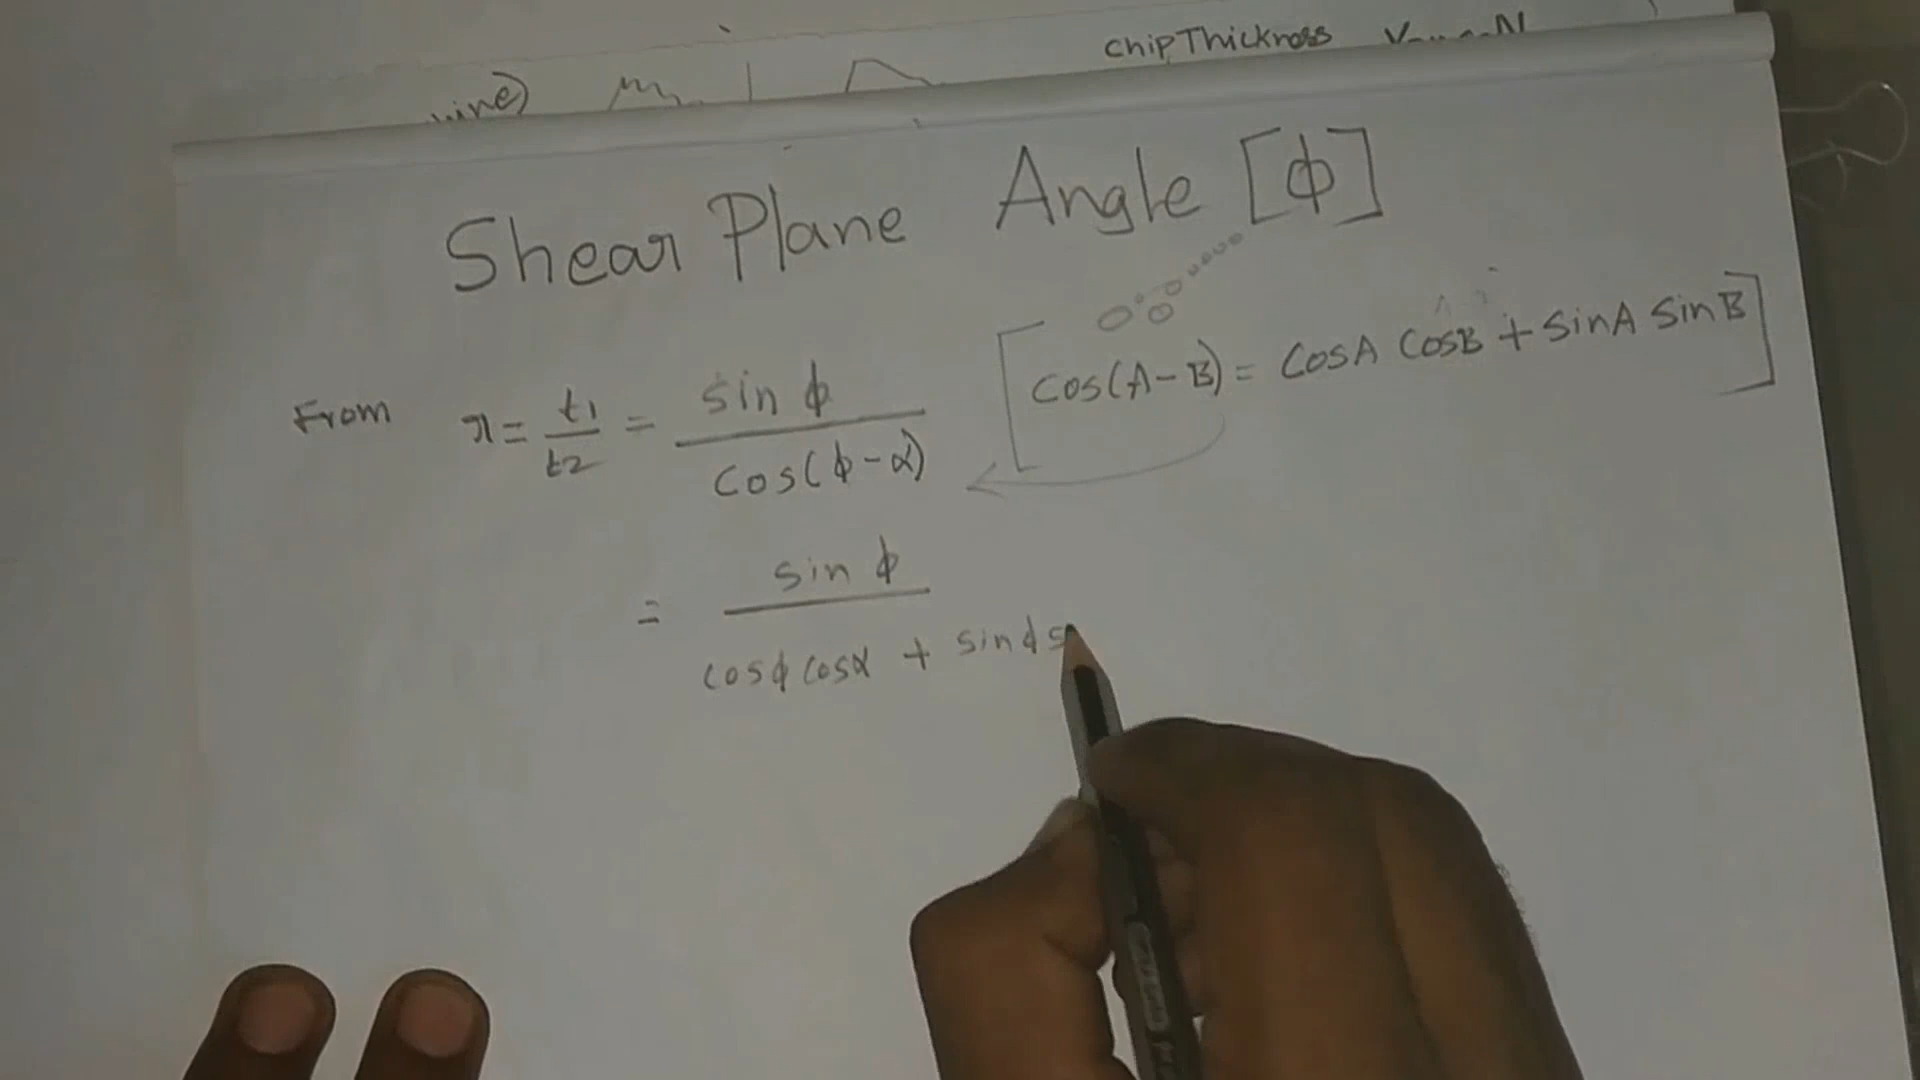 chip Thickness
Shear Plane Angle [ϕ]
[cos(A-B) = cosA cosB + sinA sinB]
From r = t1/t2 = sin ϕ / cos(ϕ-α)
= sin ϕ / cosϕ cosα + sinϕ s